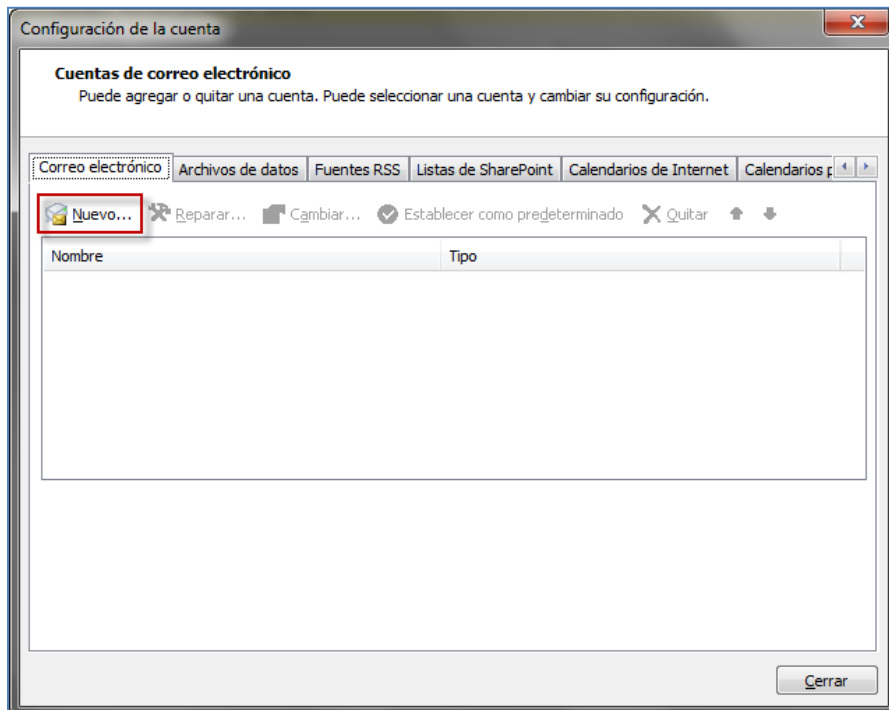 Configuración de la cuenta
Cuentas de correo electrónico
Puede agregar o quitar una cuenta. Puede seleccionar una cuenta y cambiar su configuración.
Correo electrónico Archivos de datos Fuentes RSS Listas de SharePoint Calendarios de Internet Calendarios p
Nuevo... Reparar... Cambiar... Establecer como predeterminado Quitar
Nombre Tipo
Cerrar